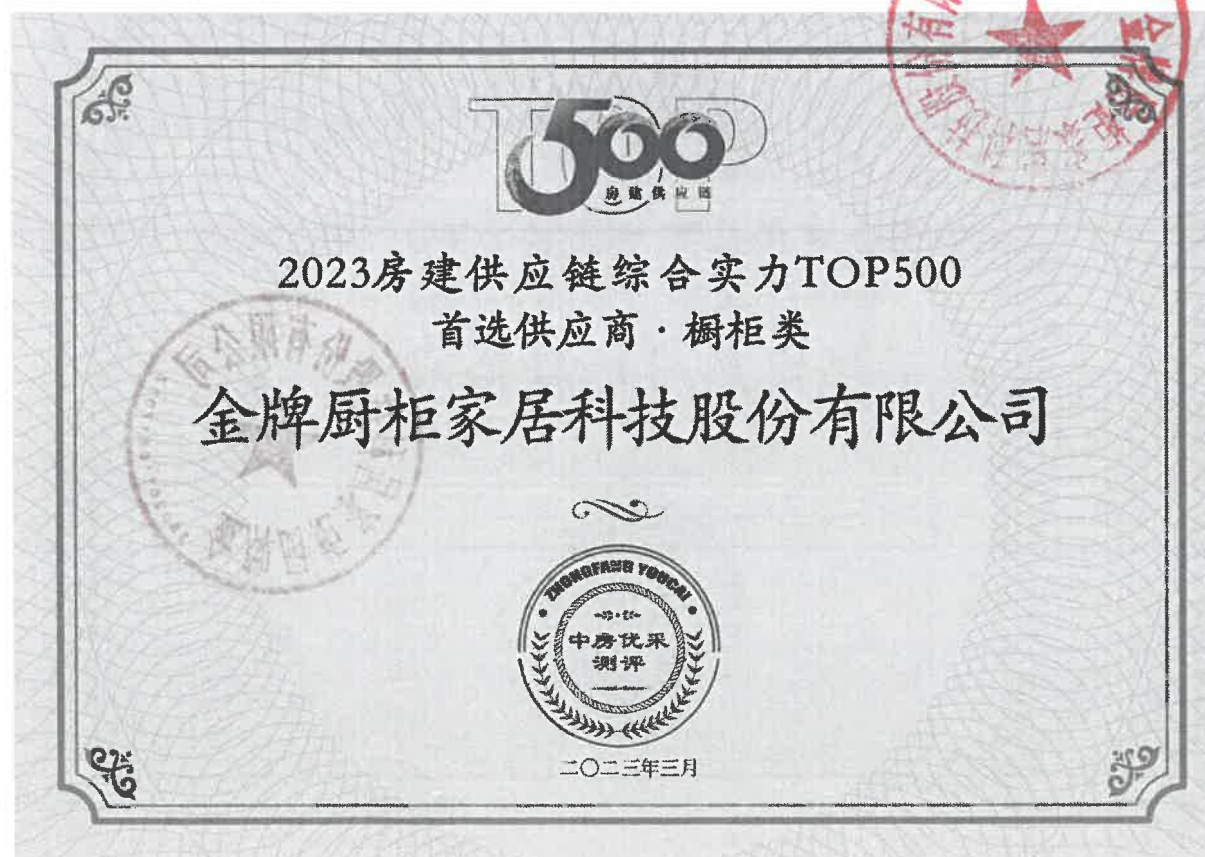 TOP
500
房建供应链
2023房建供应链综合实力TOP500
首选供应商·橱柜类
金牌厨柜家居科技股份有限公司
ZHONGFANG YOUCAI
中房优采
测评
二〇二三年三月